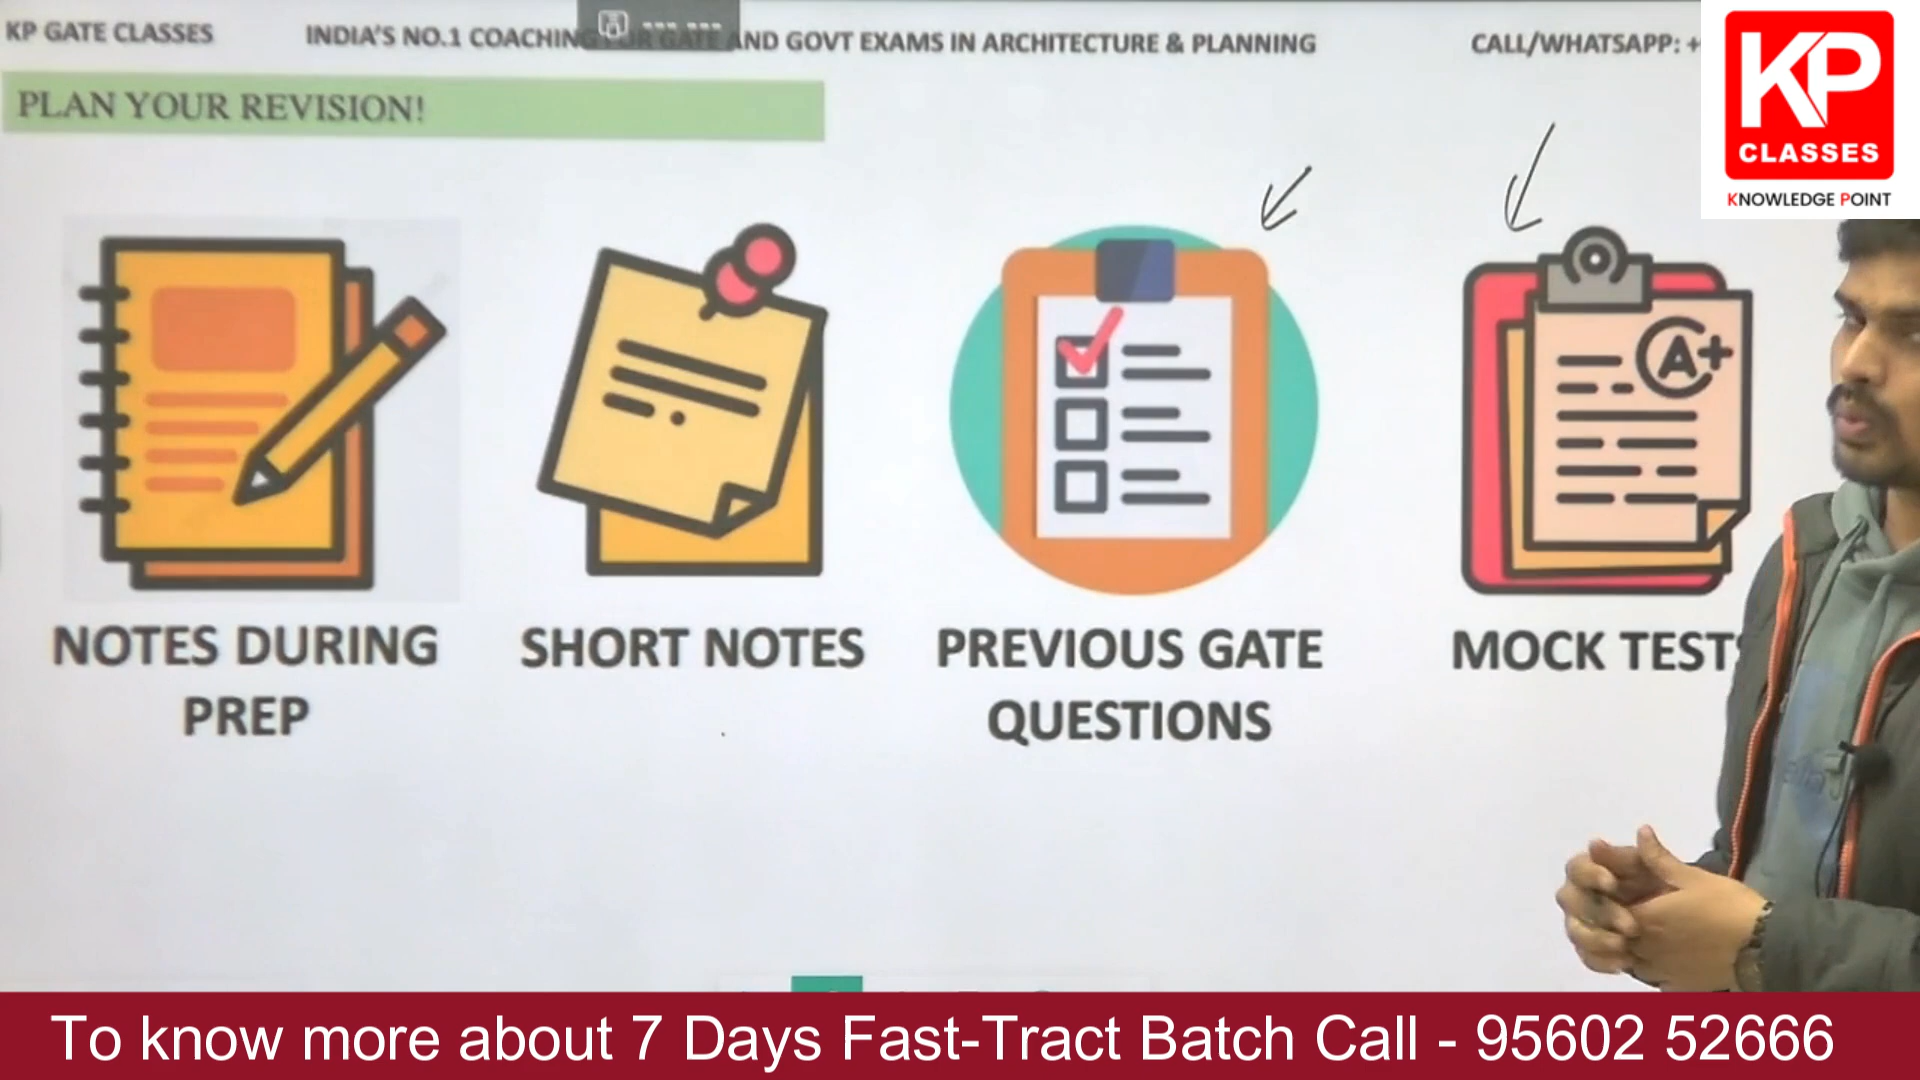 KP GATE CLASSES
INDIA'S NO.1 COACHING FOR GATE AND GOVT EXAMS IN ARCHITECTURE & PLANNING
CALL/WHATSAPP: +
KP
CLASSES
KNOWLEDGE POINT
PLAN YOUR REVISION!
A+
NOTES DURING
PREP
SHORT NOTES
PREVIOUS GATE
QUESTIONS
MOCK TESTS
To know more about 7 Days Fast-Tract Batch Call - 95602 52666